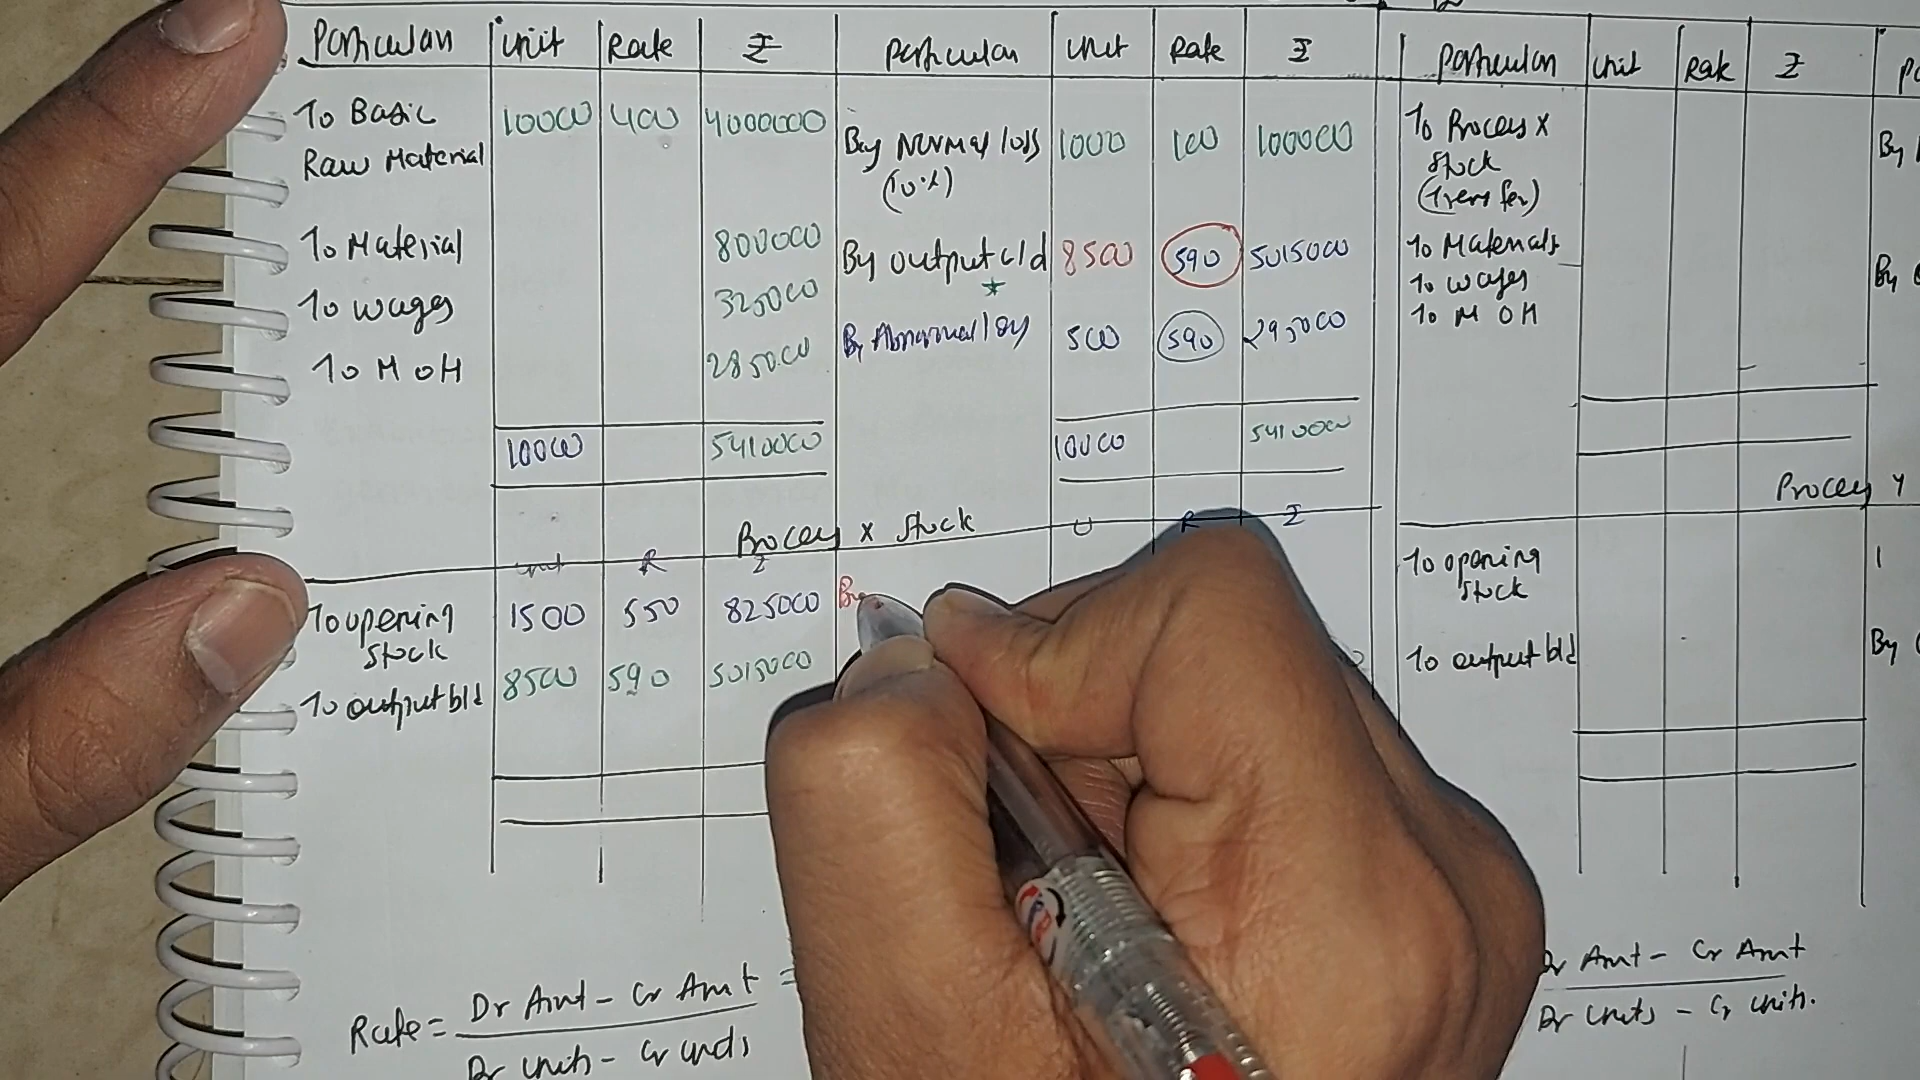 Particular Unit Rate ₹ Particular Unit Rate ₹
To Basic Raw Material 10000 400 4000000 By Normal loss (10%) 1000 100 100000
To Material 800000 By output c/d 8500 590 5015000
To wages 325000 By Abnormal loss 500 590 295000
To M O H 285000
10000 5410000 10000 5410000
Process X Stock
unit R ₹ U R ₹
To opening stock 1500 550 825000 By
To output b/d 8500 590 5015000
Rate = Dr Amt - Cr Amt =
Dr Units - Cr Units
Particular Unit Rate ₹
To Process X Stock (Transfer) By
To Materials By
To wages
To M O H
Process Y
To opening stock
To output b/d By
Dr Amt - Cr Amt
Dr Units - Cr Units.